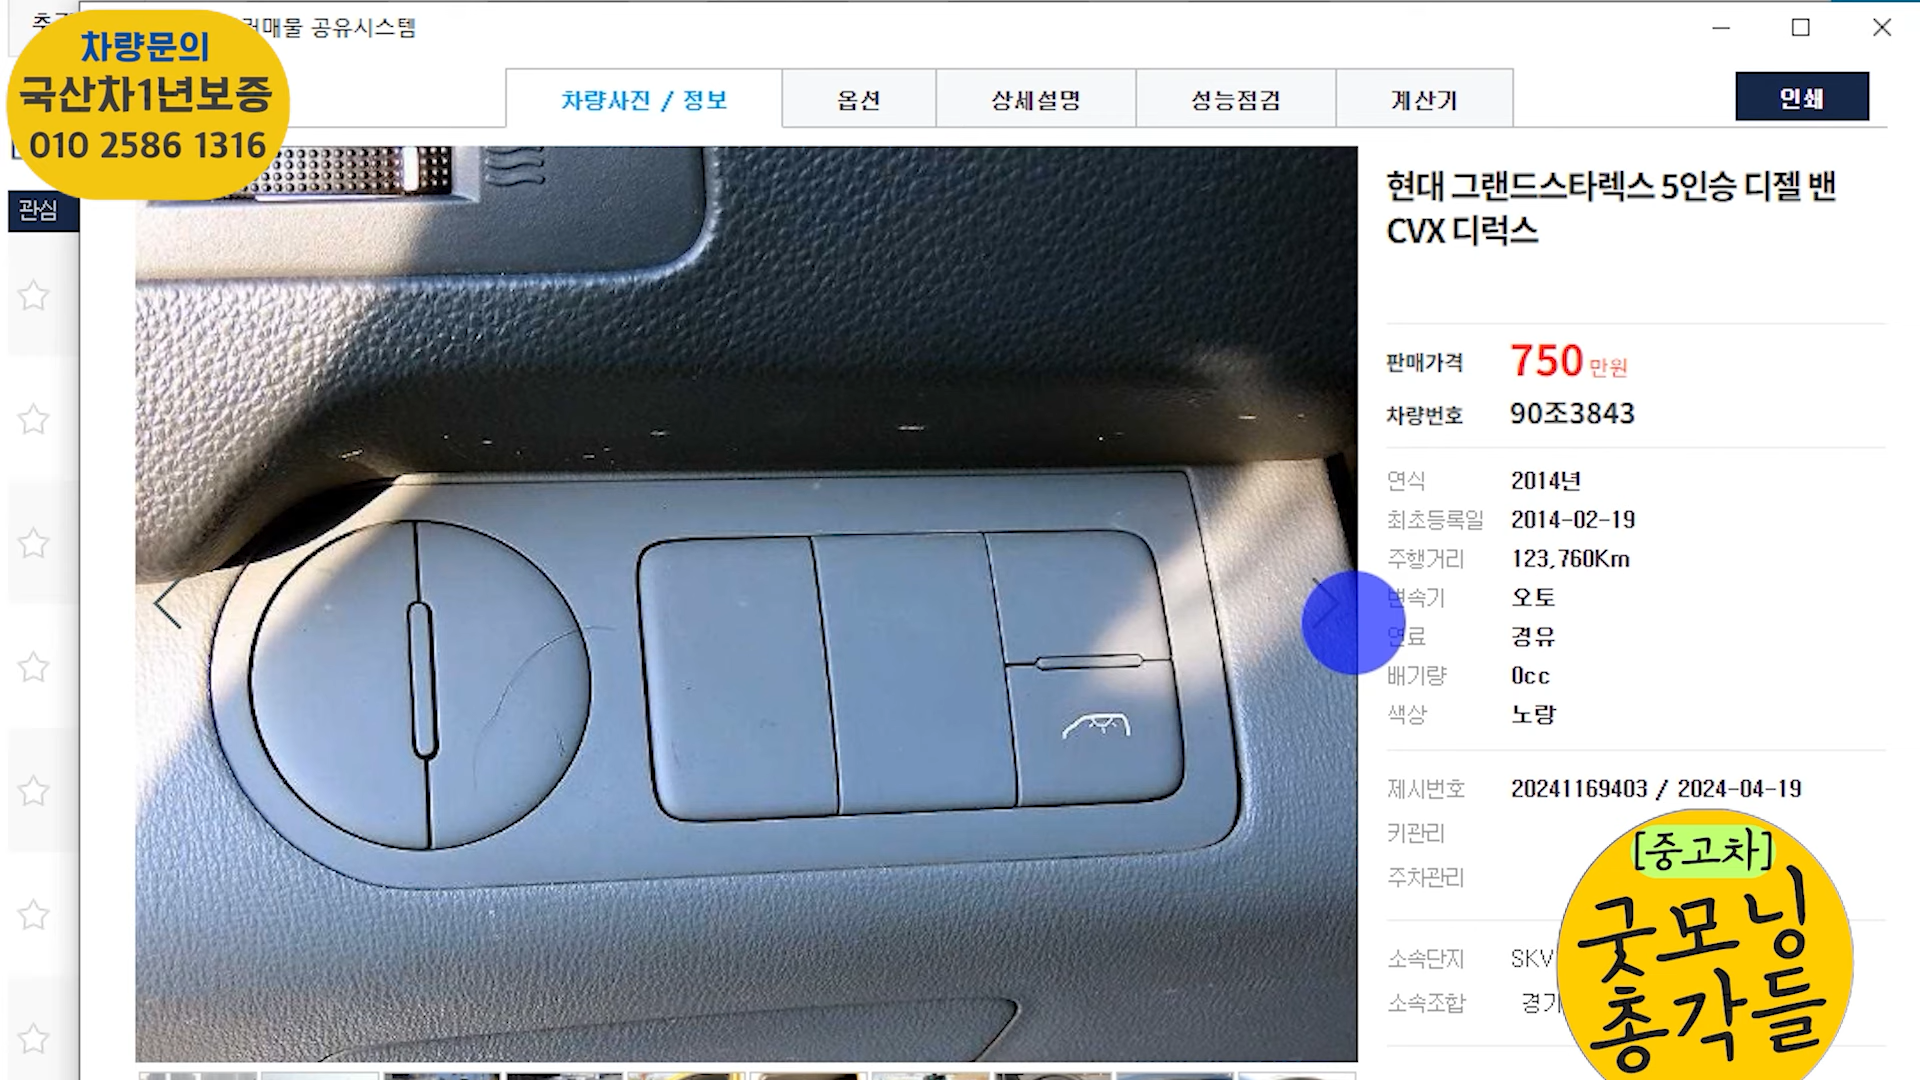 차량문의
국산차1년보증
010 2586 1316
매물 공유시스템
차량사진 / 정보
옵션
상세설명
성능점검
계산기
인쇄
관심
현대 그랜드스타렉스 5인승 디젤 밴
CVX 디럭스
판매가격 750 만원
차량번호 90조3843
연식 2014년
최초등록일 2014-02-19
주행거리 123,760Km
변속기 오토
연료 경유
배기량 0cc
색상 노랑
제시번호 20241169403 / 2024-04-19
키관리
주차관리
소속단지 SKV
소속조합 경기
[중고차]
굿모닝
총각들